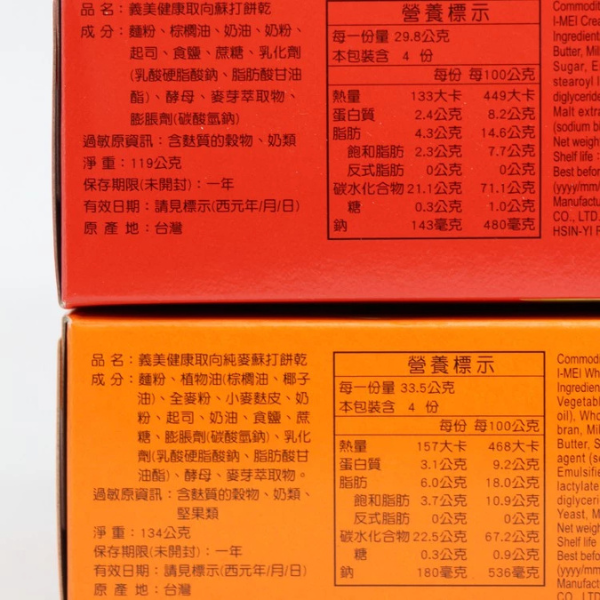 品 名：義美健康取向蘇打餅乾
成 分：麵粉、棕櫚油、奶油、奶粉、
起司、食鹽、蔗糖、乳化劑
(乳酸硬脂酸鈉、脂肪酸甘油
酯)、酵母、麥芽萃取物、
膨脹劑(碳酸氫鈉)
過敏原資訊：含麩質的穀物、奶類
淨 重：119公克
保存期限(未開封)：一年
有效日期：請見標示(西元年/月/日)
原 產 地：台灣
營養標示
每一份量 29.8公克
本包裝含 4 份
每份 每100公克
熱量 133大卡 449大卡
蛋白質 2.4公克 8.2公克
脂肪 4.3公克 14.6公克
飽和脂肪 2.3公克 7.7公克
反式脂肪 0公克 0公克
碳水化合物 21.1公克 71.1公克
糖 0.3公克 1.0公克
鈉 143毫克 480毫克
Commodit
I-MEI Crea
Ingredient
Butter, Mil
Sugar, E
stearoyl l
diglyceride
Malt extra
(sodium b
Net weigh
Shelf life :
Best befor
(yyyy/mm/
Manufactu
CO., LTD.
HSIN-YI R
品 名：義美健康取向純麥蘇打餅乾
成 分：麵粉、植物油(棕櫚油、椰子
油)、全麥粉、小麥麩皮、奶
粉、起司、奶油、食鹽、蔗
糖、膨脹劑(碳酸氫鈉)、乳化
劑(乳酸硬脂酸鈉、脂肪酸甘
油酯)、酵母、麥芽萃取物。
過敏原資訊：含麩質的穀物、奶類、
堅果類
淨 重：134公克
保存期限(未開封)：一年
有效日期：請見標示(西元年/月/日)
原 產 地：台灣
營養標示
每一份量 33.5公克
本包裝含 4 份
每份 每100公克
熱量 157大卡 468大卡
蛋白質 3.1公克 9.2公克
脂肪 6.0公克 18.0公克
飽和脂肪 3.7公克 10.9公克
反式脂肪 0公克 0公克
碳水化合物 22.5公克 67.2公克
糖 0.3公克 0.9公克
鈉 180毫克 536毫克
Commod
I-MEI Wh
Ingredien
Vegetabl
oil), Who
bran, Mil
Butter, S
agent (so
Emulsifie
lactylate
diglyceri
Yeast, M
Net weigh
Shelf life
Best befo
(yyyy/mm
Manufact
CO., LTD